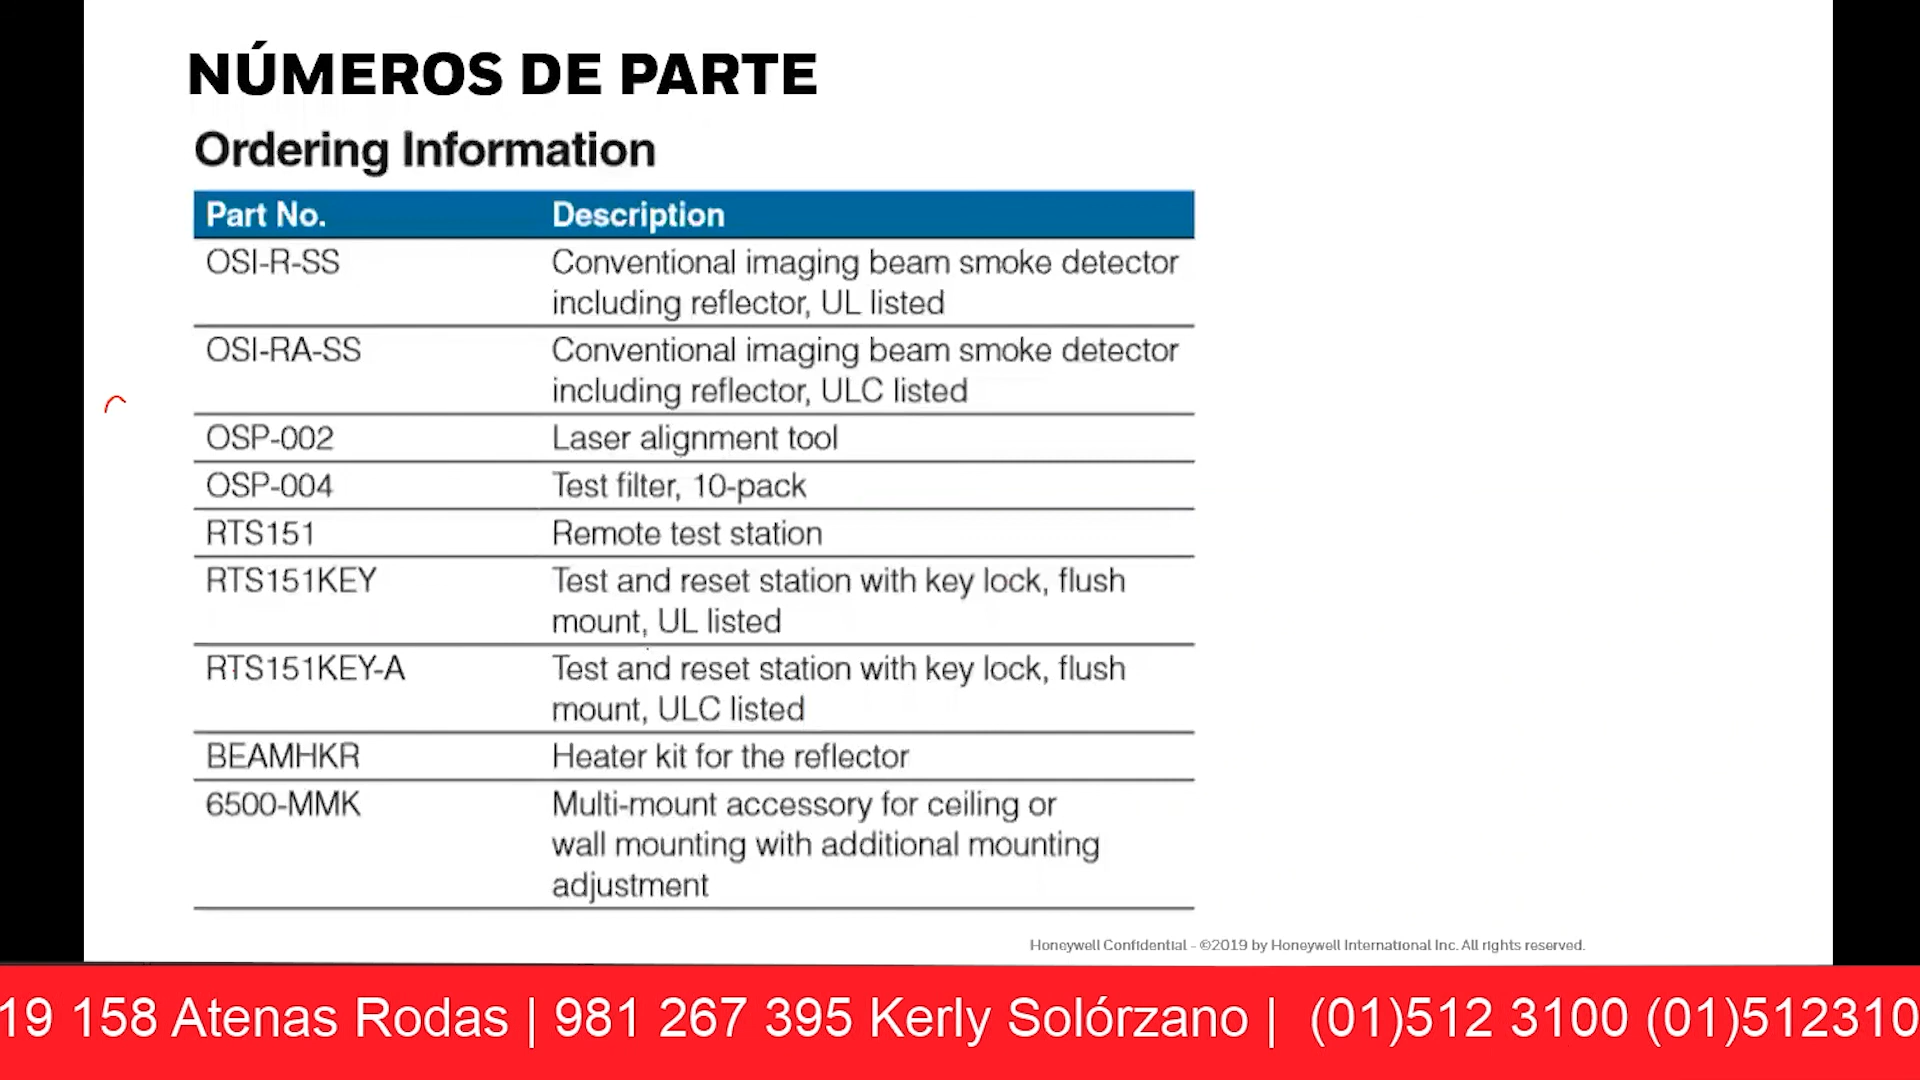 NÚMEROS DE PARTE
Ordering Information
Part No. Description
OSI-R-SS Conventional imaging beam smoke detector
including reflector, UL listed
OSI-RA-SS Conventional imaging beam smoke detector
including reflector, ULC listed
OSP-002 Laser alignment tool
OSP-004 Test filter, 10-pack
RTS151 Remote test station
RTS151KEY Test and reset station with key lock, flush
mount, UL listed
RTS151KEY-A Test and reset station with key lock, flush
mount, ULC listed
BEAMHKR Heater kit for the reflector
6500-MMK Multi-mount accessory for ceiling or
wall mounting with additional mounting
adjustment
Honeywell Confidential - ©2019 by Honeywell International Inc. All rights reserved.
19 158 Atenas Rodas | 981 267 395 Kerly Solórzano | (01)512 3100 (01)512310